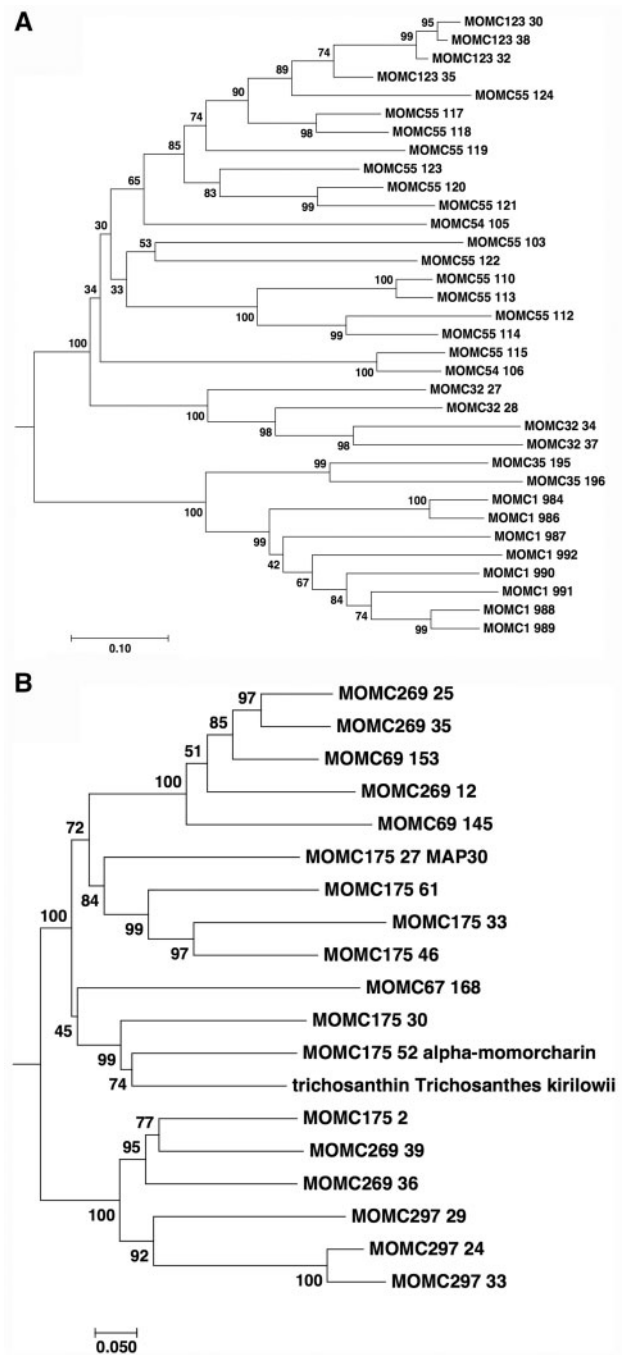 A
95
MOMC123 30
99
MOMC123 38
74
MOMC123 32
89
MOMC123 35
90
MOMC55 124
74
MOMC55 117
98
MOMC55 118
85
MOMC55 119
MOMC55 123
65
83
MOMC55 120
99
MOMC55 121
30
MOMC54 105
53
MOMC55 103
34
33
MOMC55 122
100
MOMC55 110
MOMC55 113
100
MOMC55 112
99
MOMC55 114
100
MOMC55 115
100
MOMC54 106
MOMC32 27
100
MOMC32 28
98
MOMC32 34
98
MOMC32 37
99
MOMC35 195
MOMC35 196
100
100
MOMC1 984
MOMC1 986
99
MOMC1 987
42
MOMC1 992
67
MOMC1 990
84
MOMC1 991
74
MOMC1 988
99
MOMC1 989
0.10
B
97
MOMC269 25
85
MOMC269 35
51
MOMC69 153
100
MOMC269 12
72
MOMC69 145
MOMC175 27 MAP30
84
MOMC175 61
100
99
MOMC175 33
97
MOMC175 46
MOMC67 168
45
MOMC175 30
99
MOMC175 52 alpha-momorcharin
74
trichosanthin Trichosanthes kirilowii
77
MOMC175 2
95
MOMC269 39
MOMC269 36
100
MOMC297 29
92
MOMC297 24
100
MOMC297 33
0.050